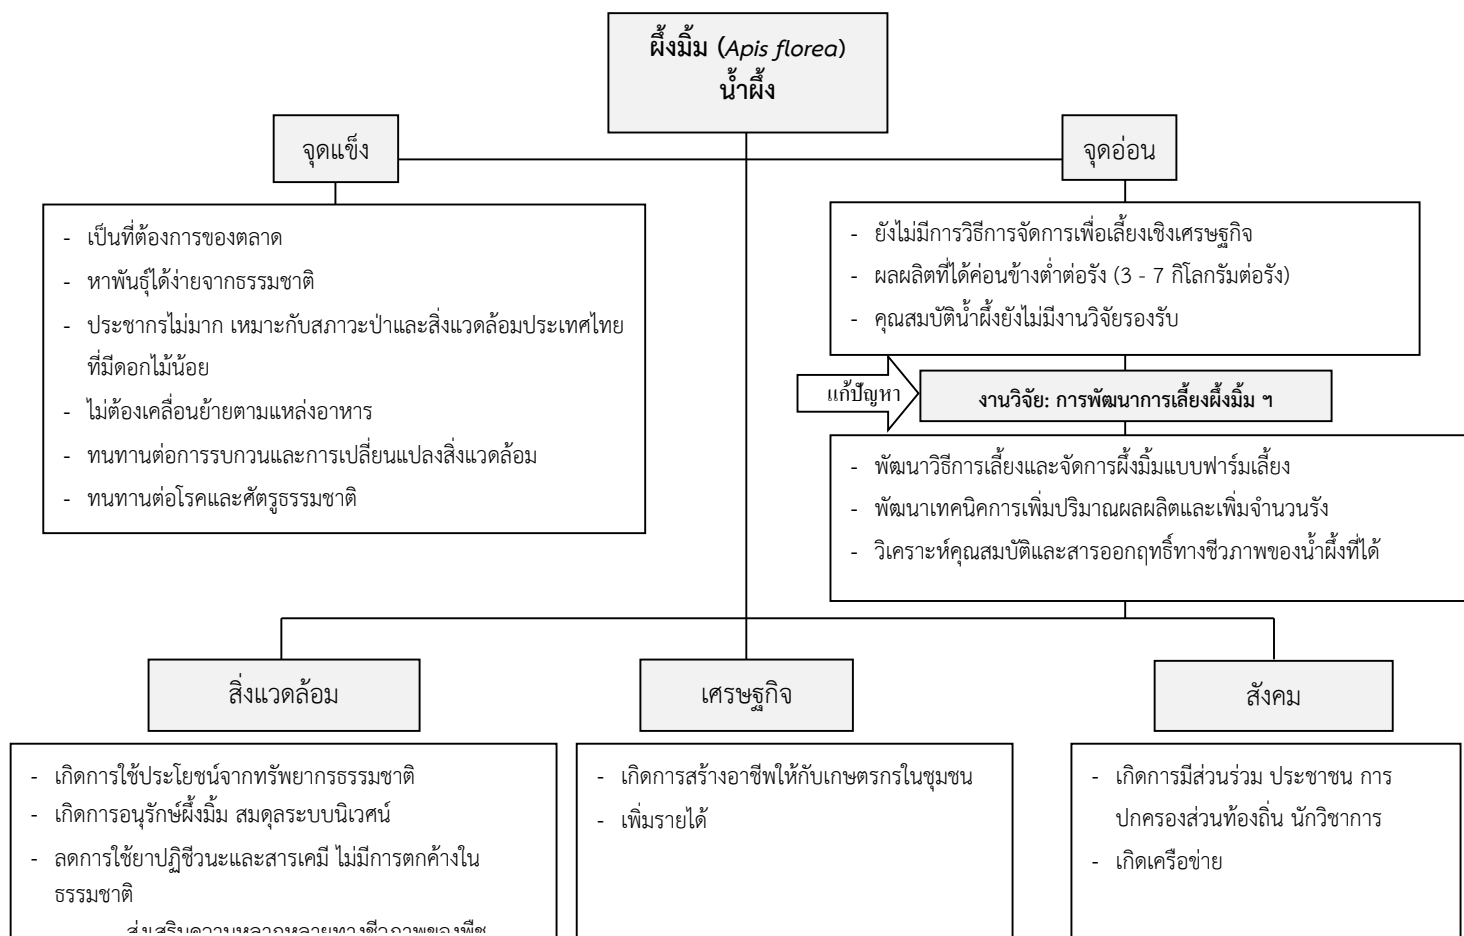 ผึ้งมิ้ม (Apis florea)
น้ำผึ้ง
จุดแข็ง
จุดอ่อน
- เป็นที่ต้องการของตลาด
- หาพันธุ์ได้ง่ายจากธรรมชาติ
- ประชากรไม่มาก เหมาะกับสภาวะป่าและสิ่งแวดล้อมประเทศไทย
ที่มีดอกไม้น้อย
- ไม่ต้องเคลื่อนย้ายตามแหล่งอาหาร
- ทนทานต่อการรบกวนและการเปลี่ยนแปลงสิ่งแวดล้อม
- ทนทานต่อโรคและศัตรูธรรมชาติ
- ยังไม่มีการวิธีการจัดการเพื่อเลี้ยงเชิงเศรษฐกิจ
- ผลผลิตที่ได้ค่อนข้างต่ำต่อรัง (3 - 7 กิโลกรัมต่อรัง)
- คุณสมบัติน้ำผึ้งยังไม่มีงานวิจัยรองรับ
แก้ปัญหา
งานวิจัย: การพัฒนาการเลี้ยงผึ้งมิ้ม ฯ
- พัฒนาวิธีการเลี้ยงและจัดการผึ้งมิ้มแบบฟาร์มเลี้ยง
- พัฒนาเทคนิคการเพิ่มปริมาณผลผลิตและเพิ่มจำนวนรัง
- วิเคราะห์คุณสมบัติและสารออกฤทธิ์ทางชีวภาพของน้ำผึ้งที่ได้
สิ่งแวดล้อม
เศรษฐกิจ
สังคม
- เกิดการใช้ประโยชน์จากทรัพยากรธรรมชาติ
- เกิดการอนุรักษ์ผึ้งมิ้ม สมดุลระบบนิเวศน์
- ลดการใช้ยาปฏิชีวนะและสารเคมี ไม่มีการตกค้างใน
ธรรมชาติ
ส่งเสริมความหลากหลายทางชีวภาพของพืช
- เกิดการสร้างอาชีพให้กับเกษตรกรในชุมชน
- เพิ่มรายได้
- เกิดการมีส่วนร่วม ประชาชน การ
ปกครองส่วนท้องถิ่น นักวิชาการ
- เกิดเครือข่าย